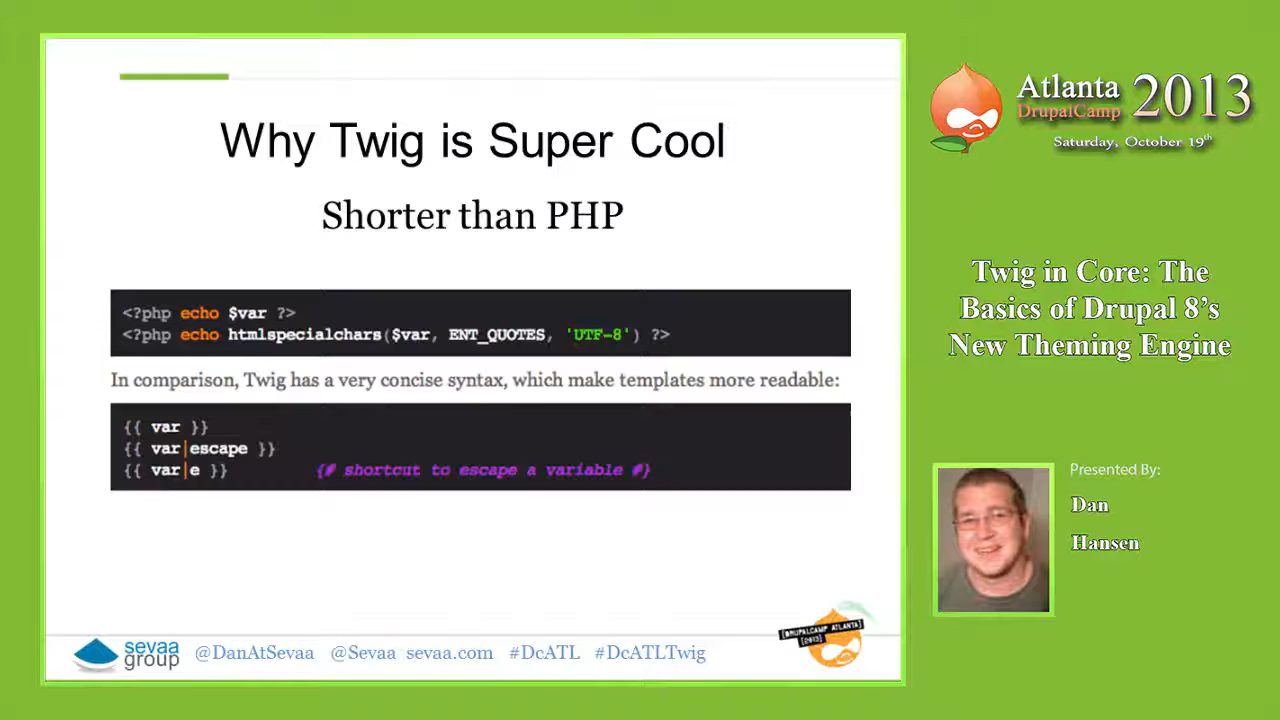 Why Twig is Super Cool
Shorter than PHP
<?php echo $var ?>
<?php echo htmlspecialchars($var, ENT_QUOTES, 'UTF-8') ?>
In comparison, Twig has a very concise syntax, which make templates more readable:
{{ var }}
{{ var|escape }}
{{ var|e }} {# shortcut to escape a variable #}
sevaa
group
@DanAtSevaa @Sevaa sevaa.com #DcATL #DcATLTwig
[DRUPALCAMP ATLANTA]
[2013]
Atlanta
DrupalCamp
2013
Saturday, October 19th
Twig in Core: The
Basics of Drupal 8’s
New Theming Engine
Presented By:
Dan
Hansen